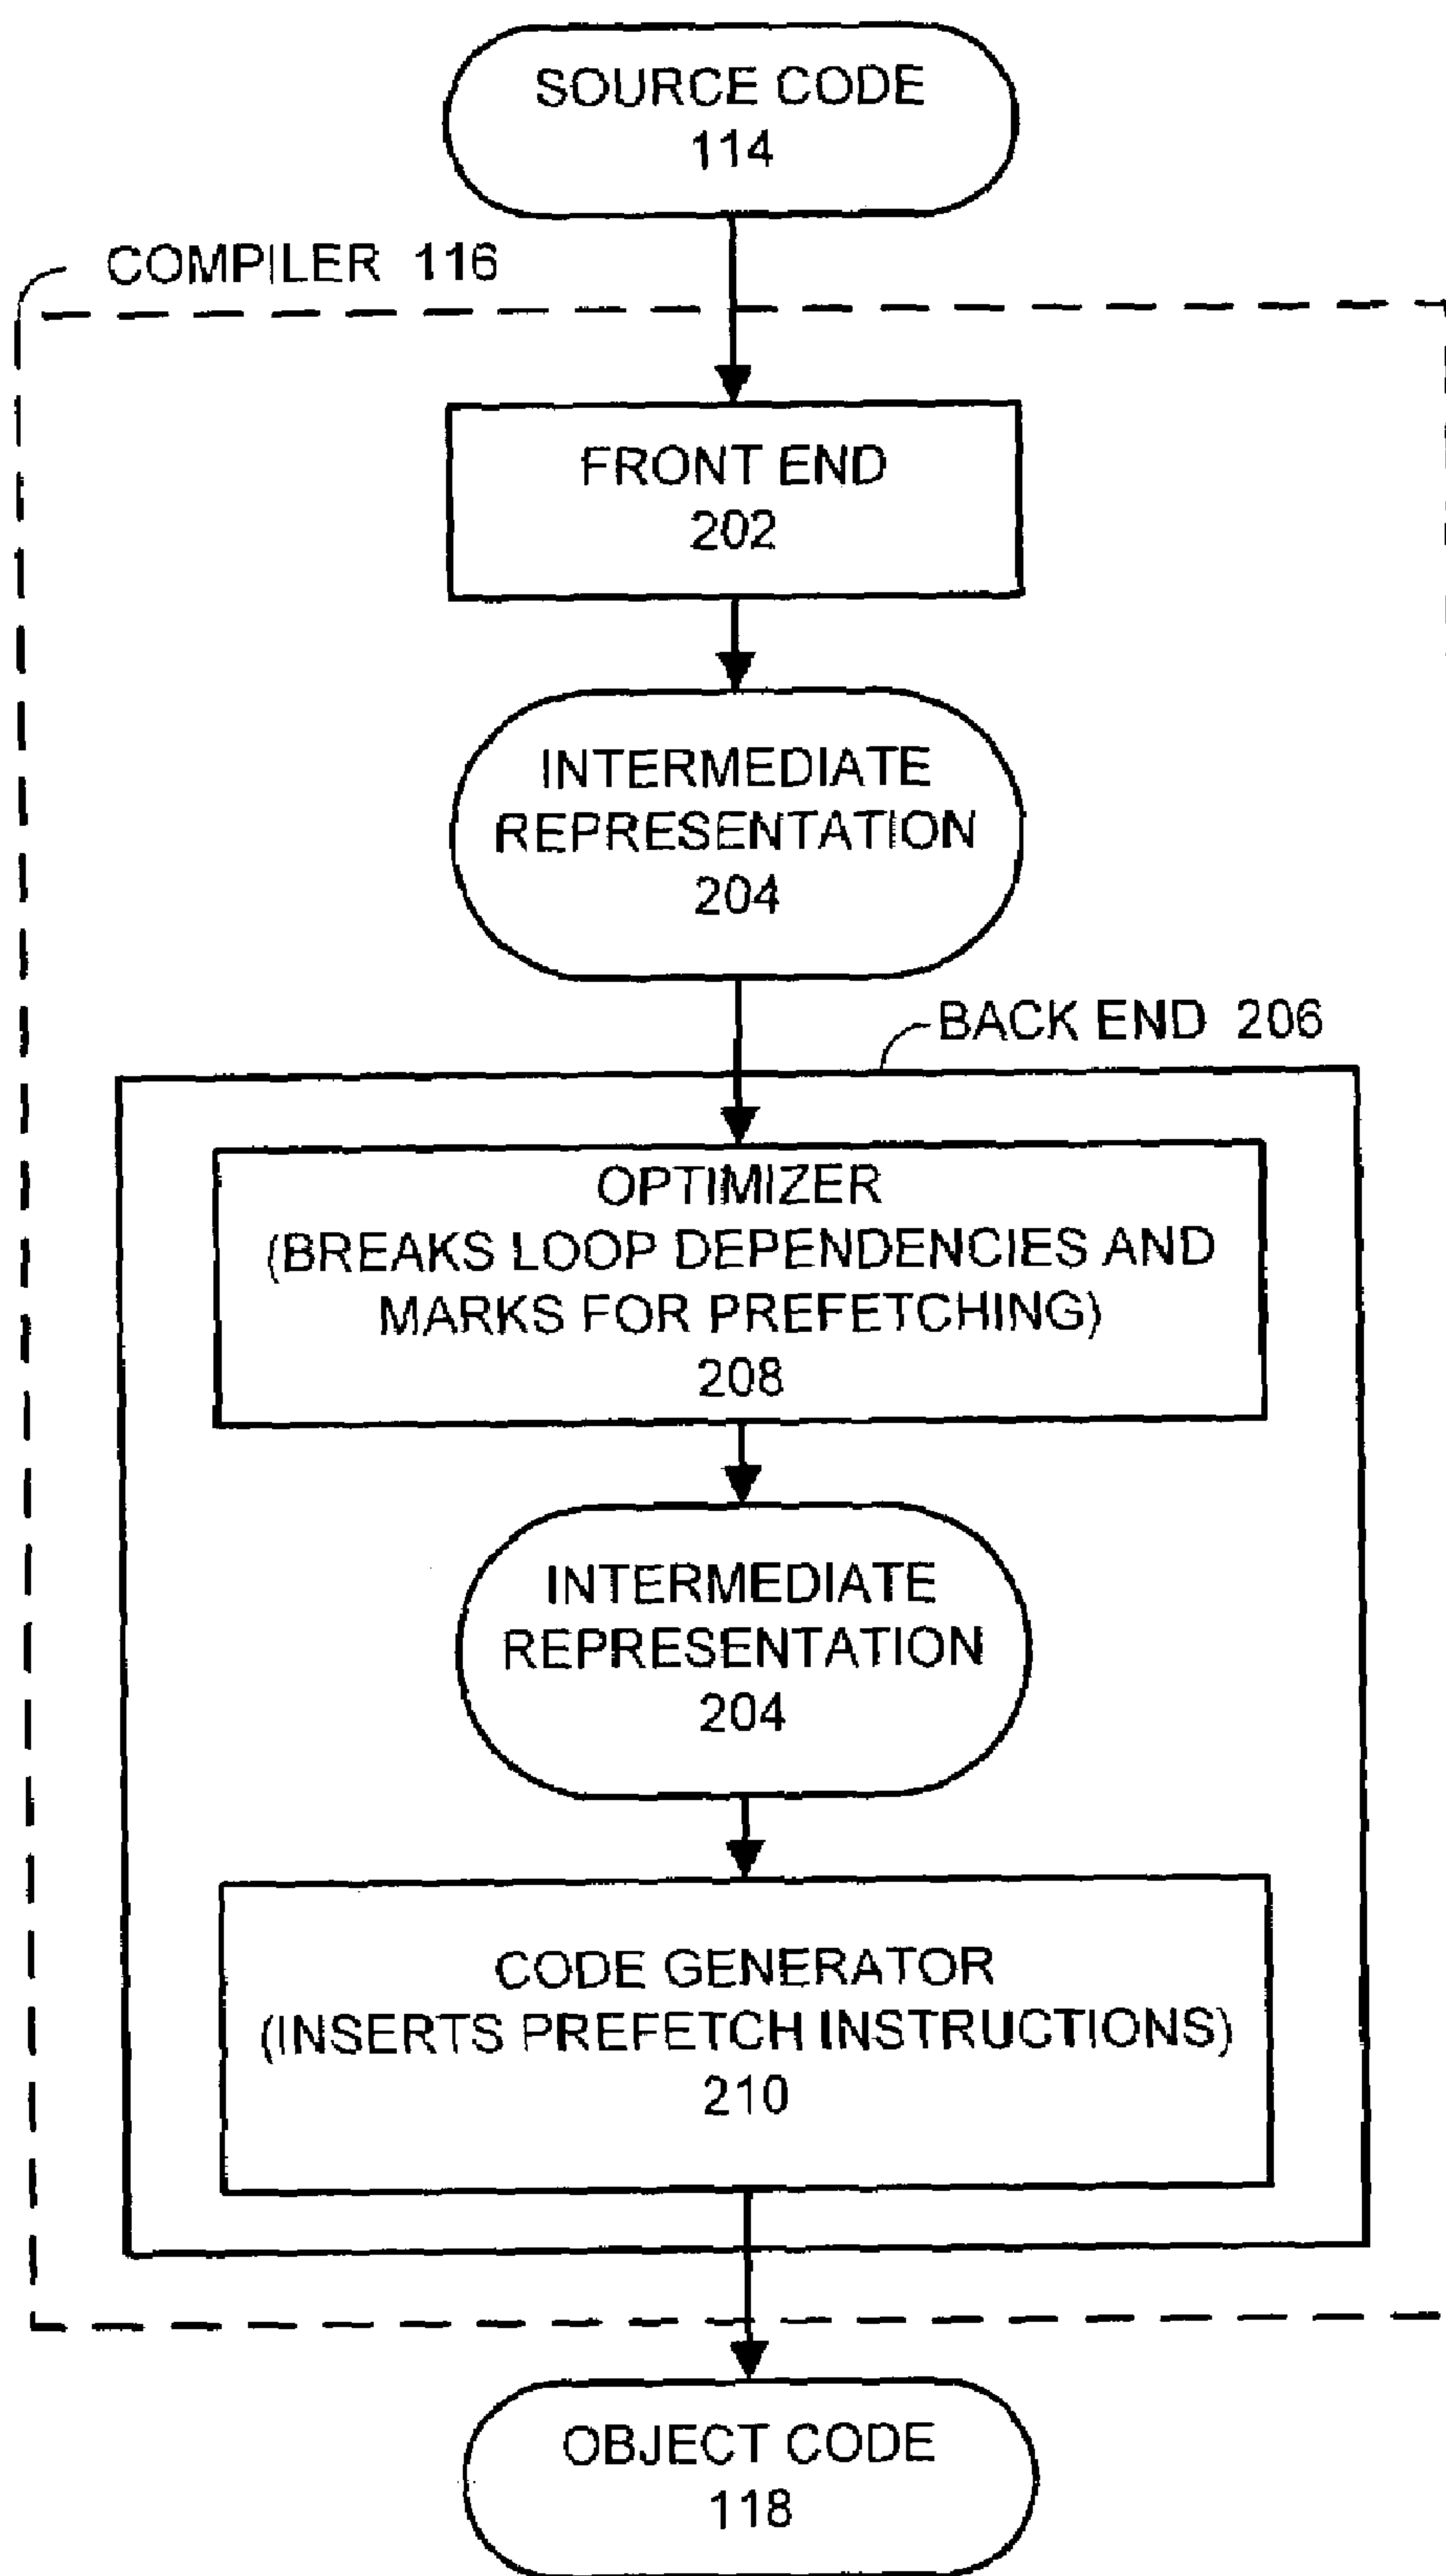 SOURCE CODE
114
COMPILER 116
FRONT END
202
INTERMEDIATE
REPRESENTATION
204
BACK END 206
OPTIMIZER
(BREAKS LOOP DEPENDENCIES AND
MARKS FOR PREFETCHING)
208
INTERMEDIATE
REPRESENTATION
204
CODE GENERATOR
(INSERTS PREFETCH INSTRUCTIONS)
210
OBJECT CODE
118